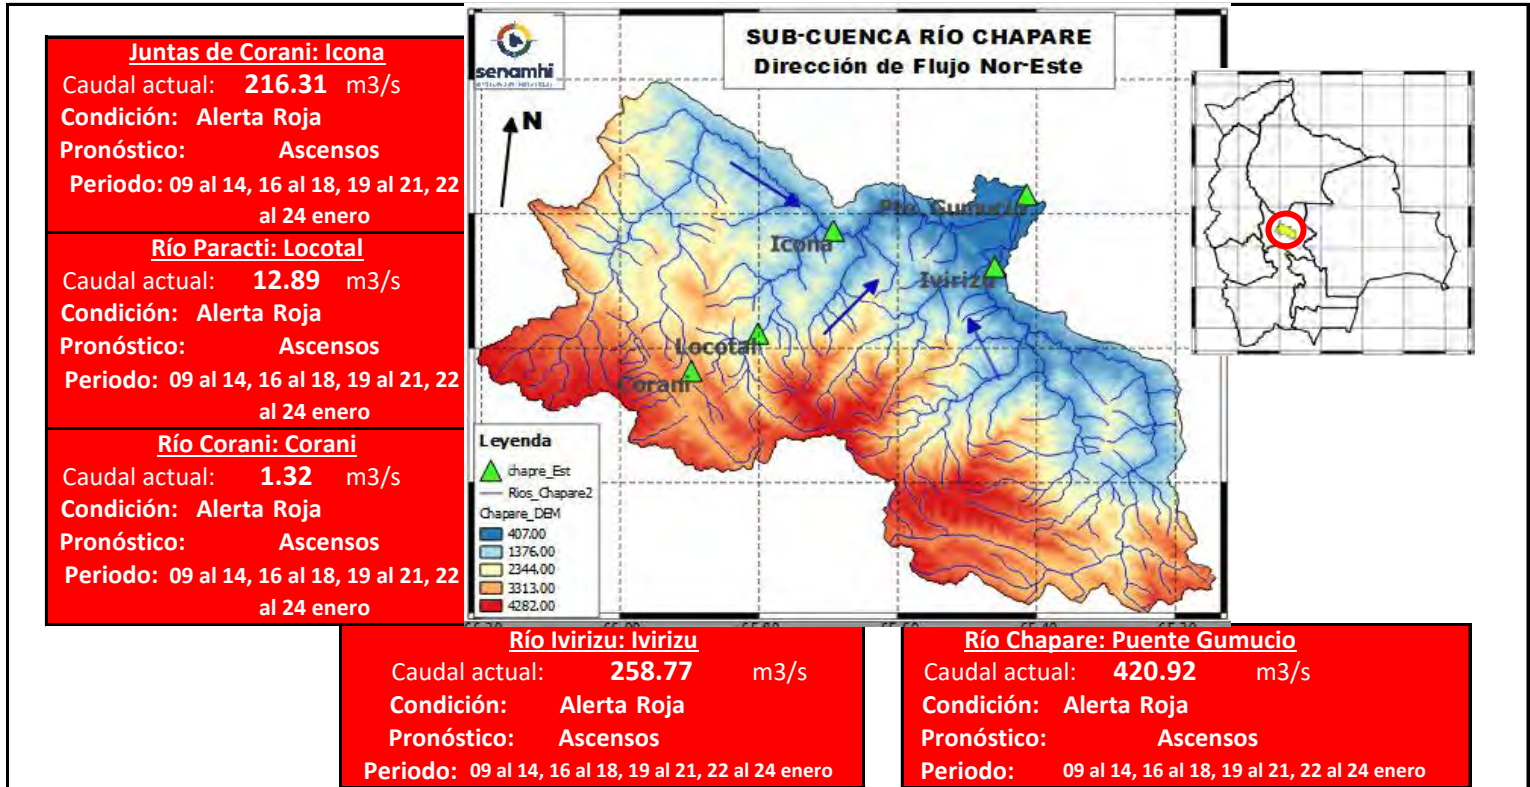 Juntas de Corani: Icona
Caudal actual: 216.31 m3/s
Condición: Alerta Roja
Pronóstico: Ascensos
Periodo: 09 al 14, 16 al 18, 19 al 21, 22
al 24 enero
Río Paracti: Locotal
Caudal actual: 12.89 m3/s
Condición: Alerta Roja
Pronóstico: Ascensos
Periodo: 09 al 14, 16 al 18, 19 al 21, 22
al 24 enero
Río Corani: Corani
Caudal actual: 1.32 m3/s
Condición: Alerta Roja
Pronóstico: Ascensos
Periodo: 09 al 14, 16 al 18, 19 al 21, 22
al 24 enero
senamhi
SUB-CUENCA RÍO CHAPARE
Dirección de Flujo Nor-Este
N
Pte. Gumucio
Icona
Ivirizu
Locotal
Corani
Leyenda
chapre_Est
Rios_Chapare2
Chapare_DEM
407.00
1376.00
2344.00
3313.00
4282.00
Río Ivirizu: Ivirizu
Caudal actual: 258.77 m3/s
Condición: Alerta Roja
Pronóstico: Ascensos
Periodo: 09 al 14, 16 al 18, 19 al 21, 22 al 24 enero
Río Chapare: Puente Gumucio
Caudal actual: 420.92 m3/s
Condición: Alerta Roja
Pronóstico: Ascensos
Periodo: 09 al 14, 16 al 18, 19 al 21, 22 al 24 enero